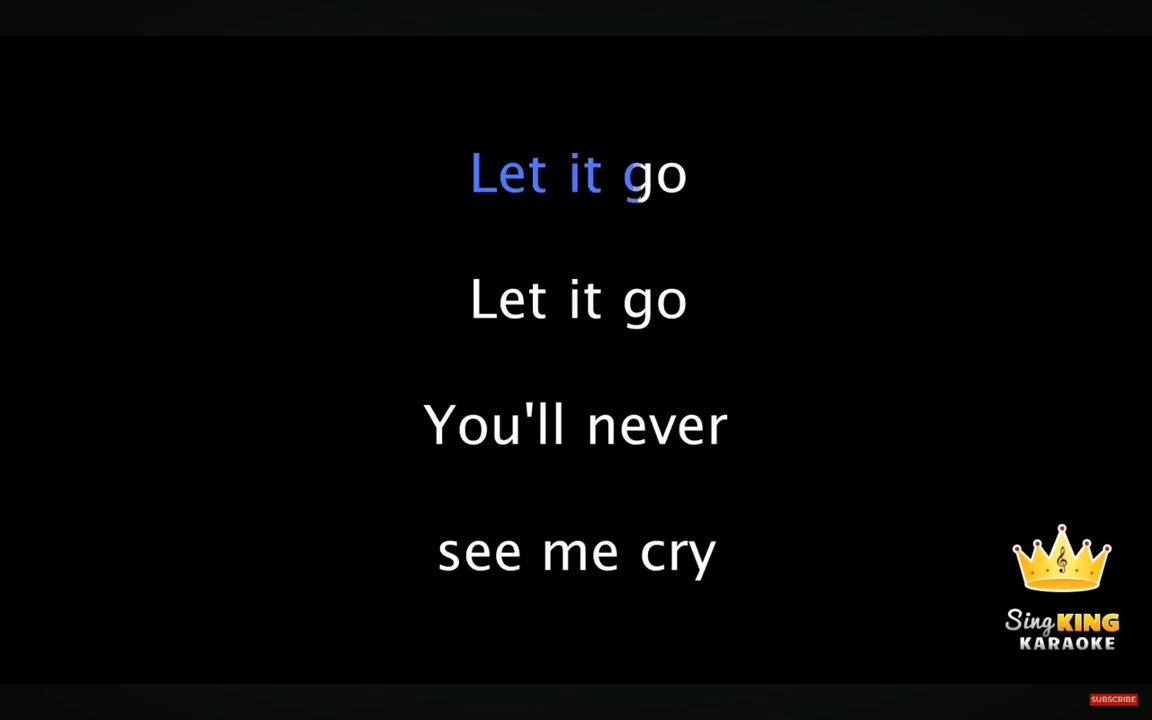 Let it go
Let it go
You'll never
see me cry
Sing KING
KARAOKE
SUBSCRIBE